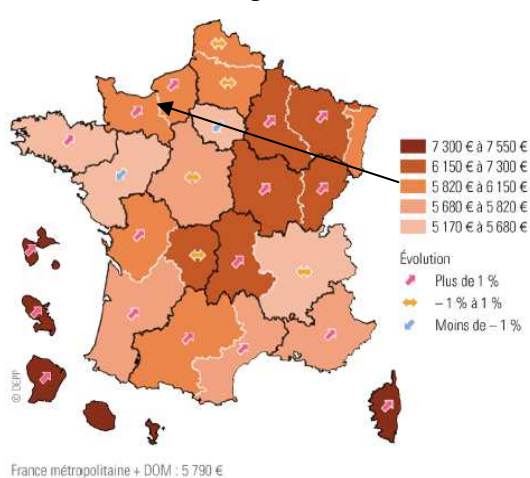 7 300 € à 7 550 €
6 150 € à 7 300 €
5 820 € à 6 150 €
5 680 € à 5 820 €
5 170 € à 5 680 €
Évolution
Plus de 1 %
– 1 % à 1 %
Moins de – 1 %
© DEPP
France métropolitaine + DOM : 5 790 €